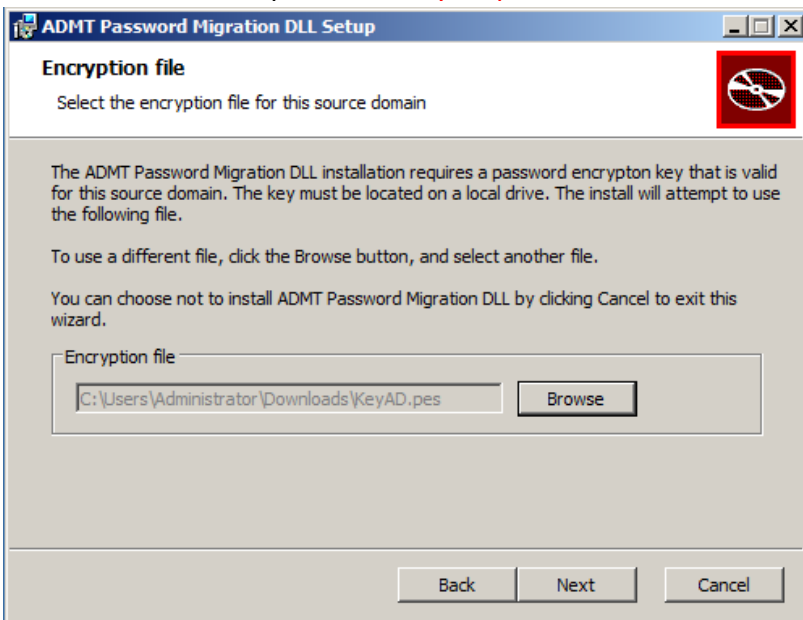 ADMT Password Migration DLL Setup
Encryption file
Select the encryption file for this source domain
The ADMT Password Migration DLL installation requires a password encrypton key that is valid
for this source domain. The key must be located on a local drive. The install will attempt to use
the following file.
To use a different file, click the Browse button, and select another file.
You can choose not to install ADMT Password Migration DLL by clicking Cancel to exit this
wizard.
Encryption file
C:\Users\Administrator\Downloads\KeyAD.pes
Browse
Back
Next
Cancel